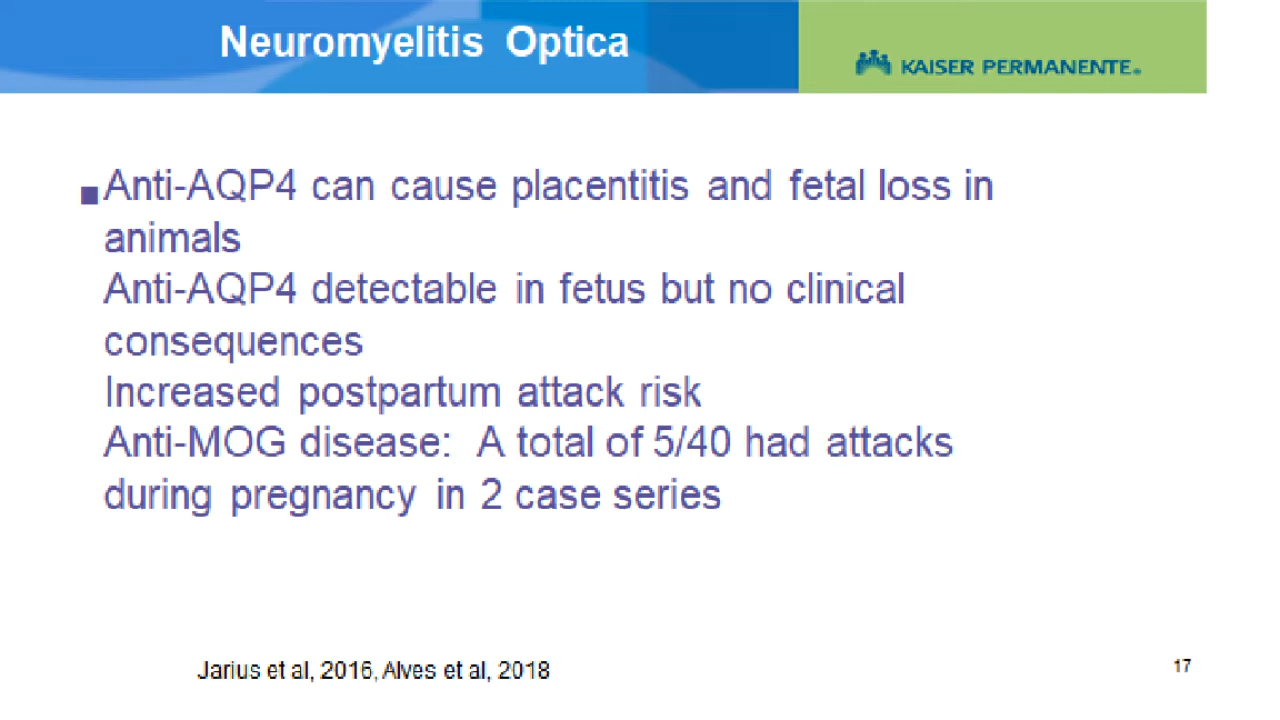 Neuromyelitis Optica
KAISER PERMANENTE®
Anti-AQP4 can cause placentitis and fetal loss in
animals
Anti-AQP4 detectable in fetus but no clinical
consequences
Increased postpartum attack risk
Anti-MOG disease: A total of 5/40 had attacks
during pregnancy in 2 case series
Jarius et al, 2016, Alves et al, 2018
17